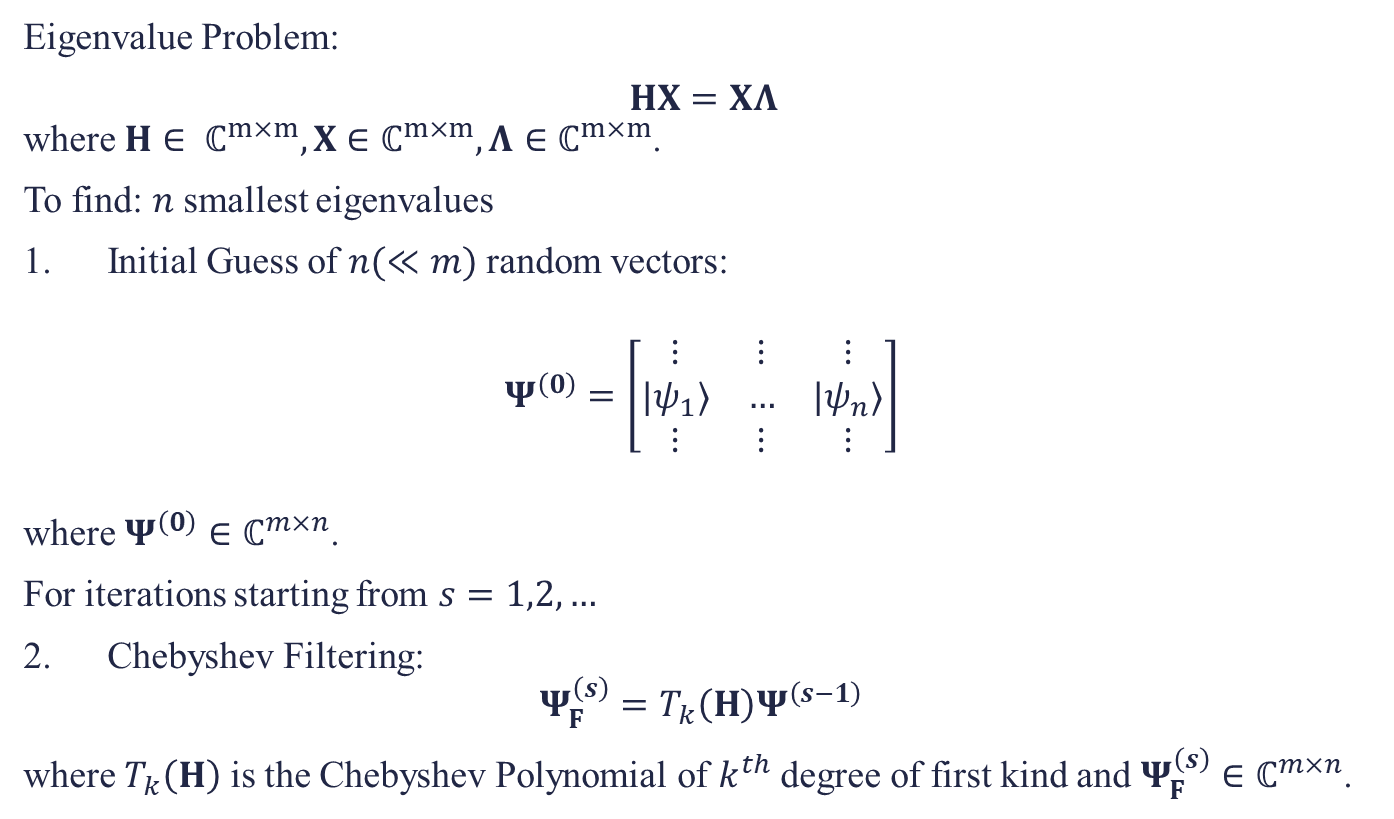 Eigenvalue Problem:
𝐇𝐗 = 𝐗𝚲
where 𝐇 ∈ ℂ^{m×m}, 𝐗 ∈ ℂ^{m×m}, 𝚲 ∈ ℂ^{m×m}.
To find: 𝑛 smallest eigenvalues
1. Initial Guess of 𝑛(≪ 𝑚) random vectors:
𝚿^{(𝟎)} = [⋮ ⋮ ⋮
|𝜓_1⟩ … |𝜓_𝑛⟩
⋮ ⋮ ⋮]
where 𝚿^{(𝟎)} ∈ ℂ^{𝑚×𝑛}.
For iterations starting from 𝑠 = 1,2, …
2. Chebyshev Filtering:
𝚿_𝐅^{(𝒔)} = 𝑇_𝑘(𝐇)𝚿^{(𝒔−𝟏)}
where 𝑇_𝑘(𝐇) is the Chebyshev Polynomial of 𝑘^{𝑡ℎ} degree of first kind and 𝚿_𝐅^{(𝒔)} ∈ ℂ^{𝑚×𝑛}.